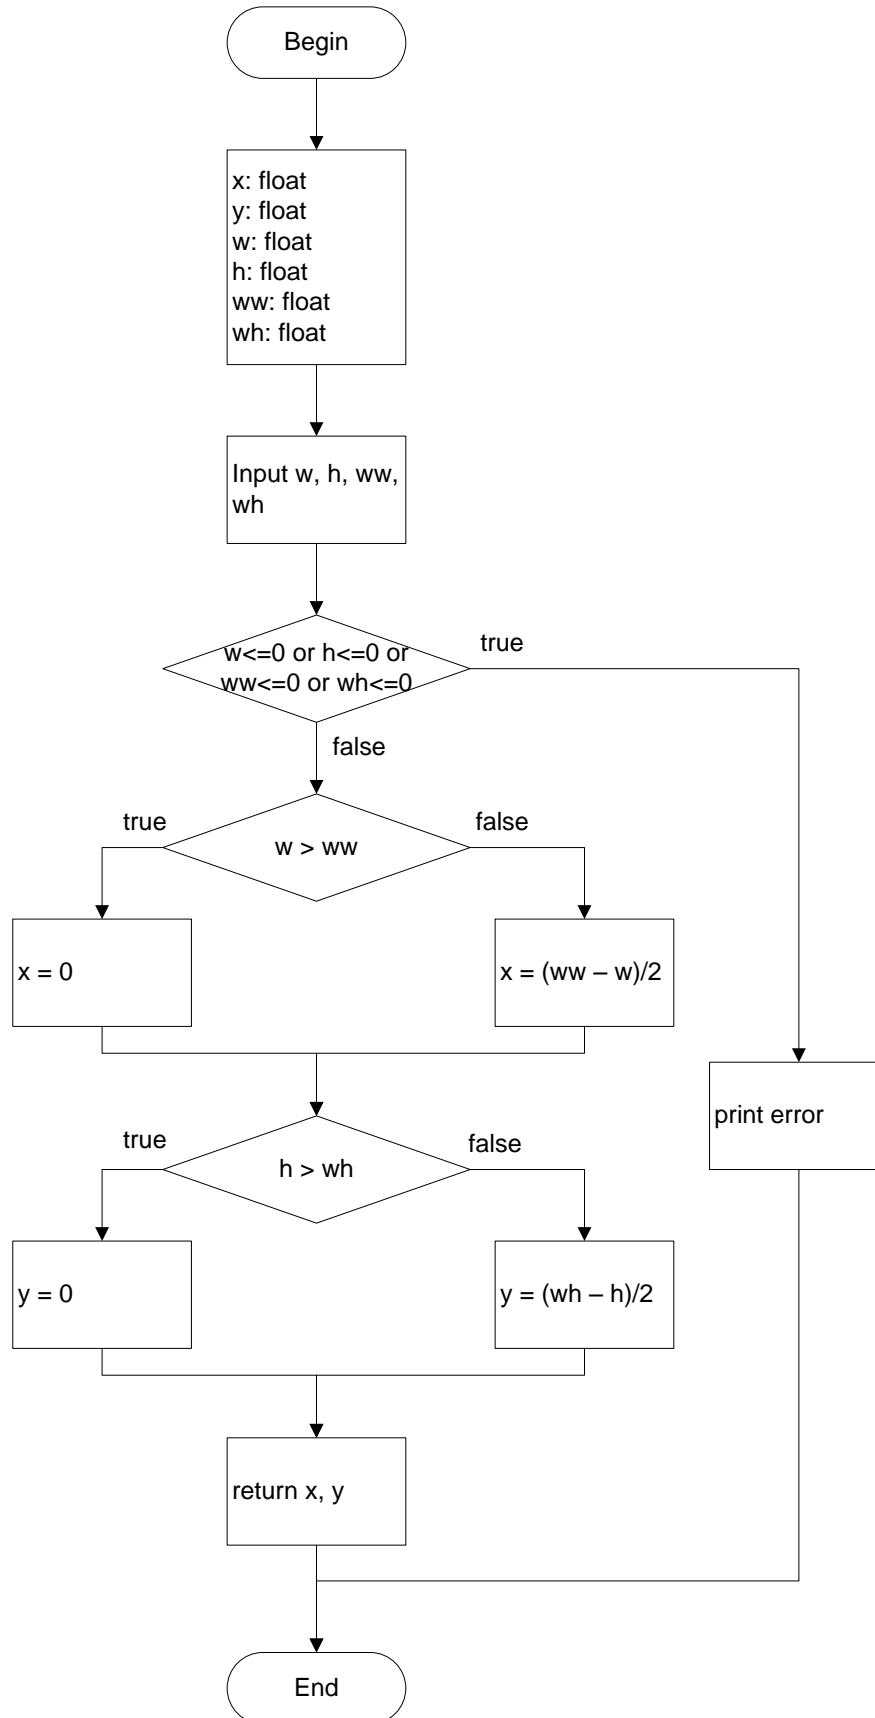 Begin
x: float
y: float
w: float
h: float
ww: float
wh: float
Input w, h, ww,
wh
w<=0 or h<=0 or
ww<=0 or wh<=0
true
false
w > ww
true
false
x = 0
x = (ww – w)/2
h > wh
true
false
print error
y = 0
y = (wh – h)/2
return x, y
End